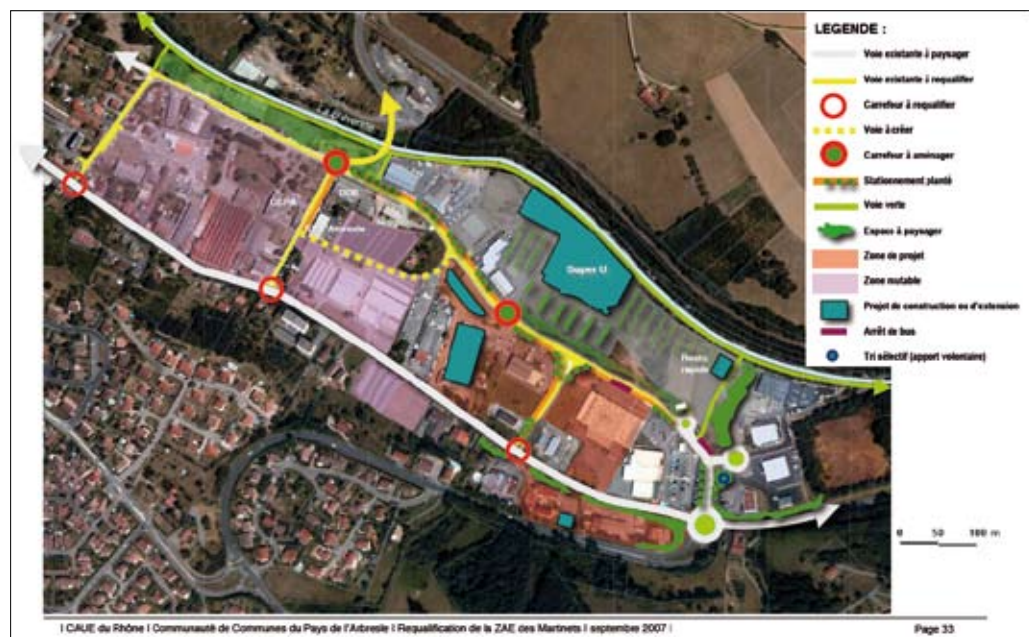 LEGENDE :
Voie existante à paysager
Voie existante à requalifier
Carrefour à requalifier
Voie à créer
Carrefour à aménager
Stationnement planté
Voie verte
Espace à paysager
Zone de projet
Zone mutable
Projet de construction ou d'extension
Arrêt de bus
Tri sélectif (apport volontaire)
DDE
Super U
Resto
rapide
0 50 100 m
| CAUE du Rhône | Communauté de Communes du Pays de l'Arbresle | Requalification de la ZAE des Martinets | septembre 2007 |
Page 33